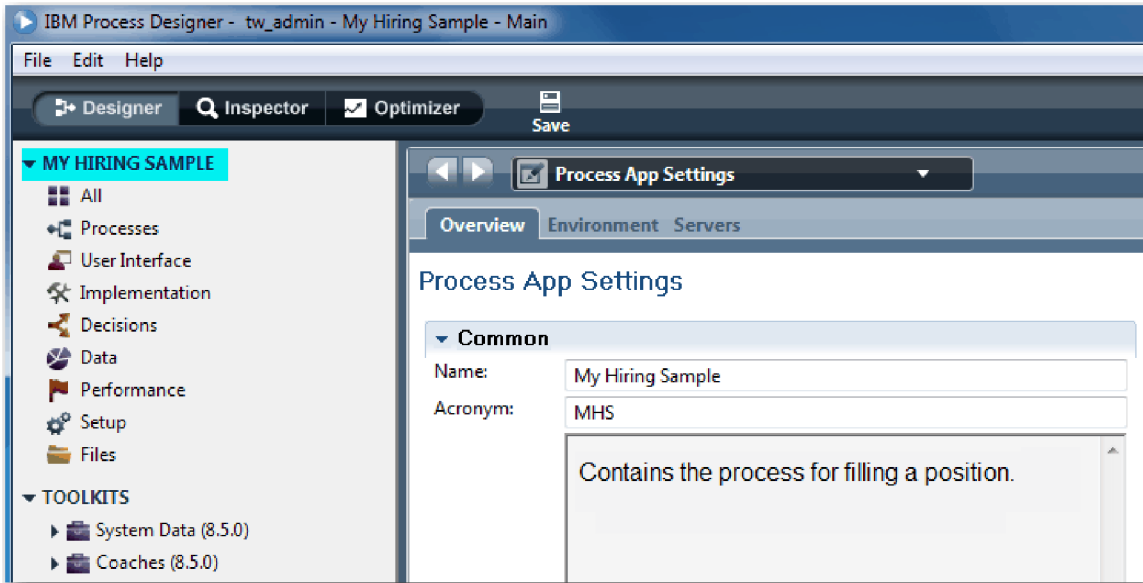 IBM Process Designer - tw_admin - My Hiring Sample - Main
File Edit Help
Designer Inspector Optimizer Save
MY HIRING SAMPLE
All
Processes
User Interface
Implementation
Decisions
Data
Performance
Setup
Files
TOOLKITS
System Data (8.5.0)
Coaches (8.5.0)
Process App Settings
Overview Environment Servers
Process App Settings
Common
Name: My Hiring Sample
Acronym: MHS
Contains the process for filling a position.